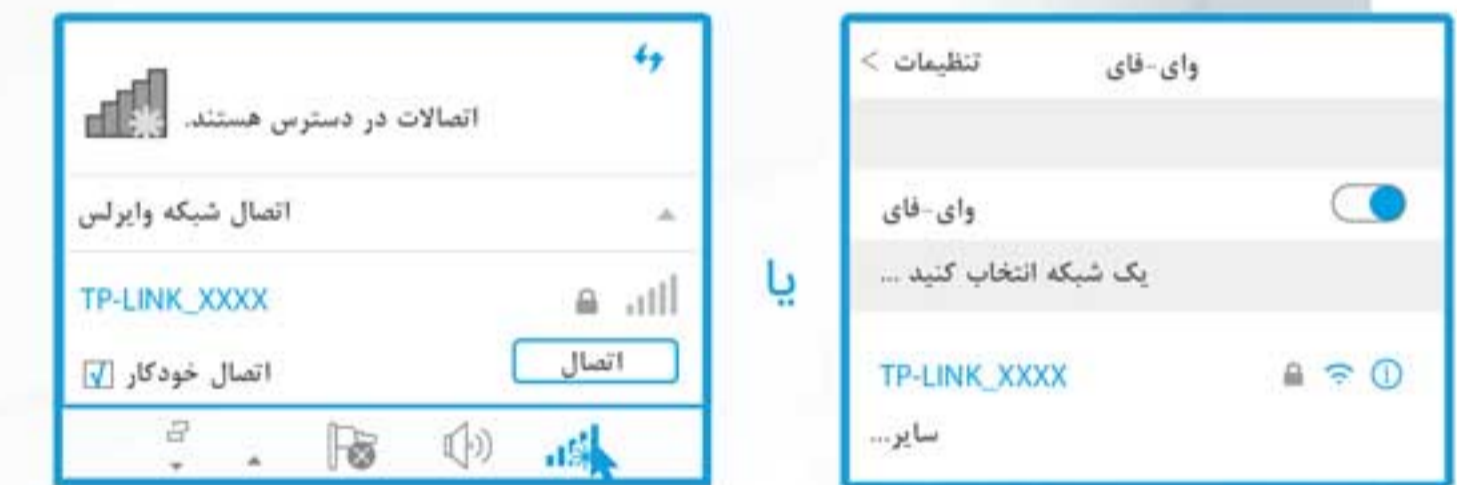 اتصالات در دسترس هستند.
اتصال شبکه وایرلس
TP-LINK_XXXX
اتصال خودکار
اتصال
یا
تنظیمات >
وای-فای
وای-فای
یک شبکه انتخاب کنید ...
TP-LINK_XXXX
سایر...